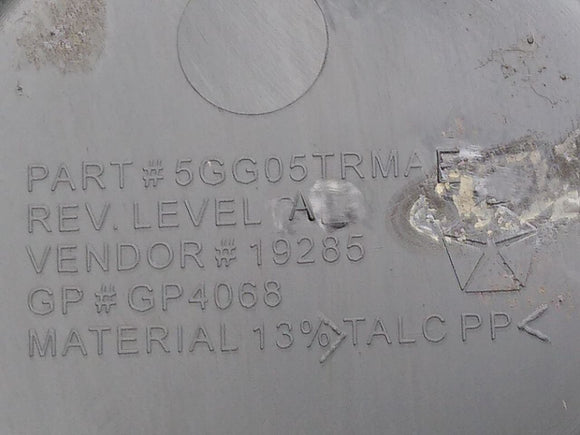 PART # 5GG05TRMAE
REV. LEVEL A
VENDOR # 19285
GP # GP4068
MATERIAL 13% >TALC PP<